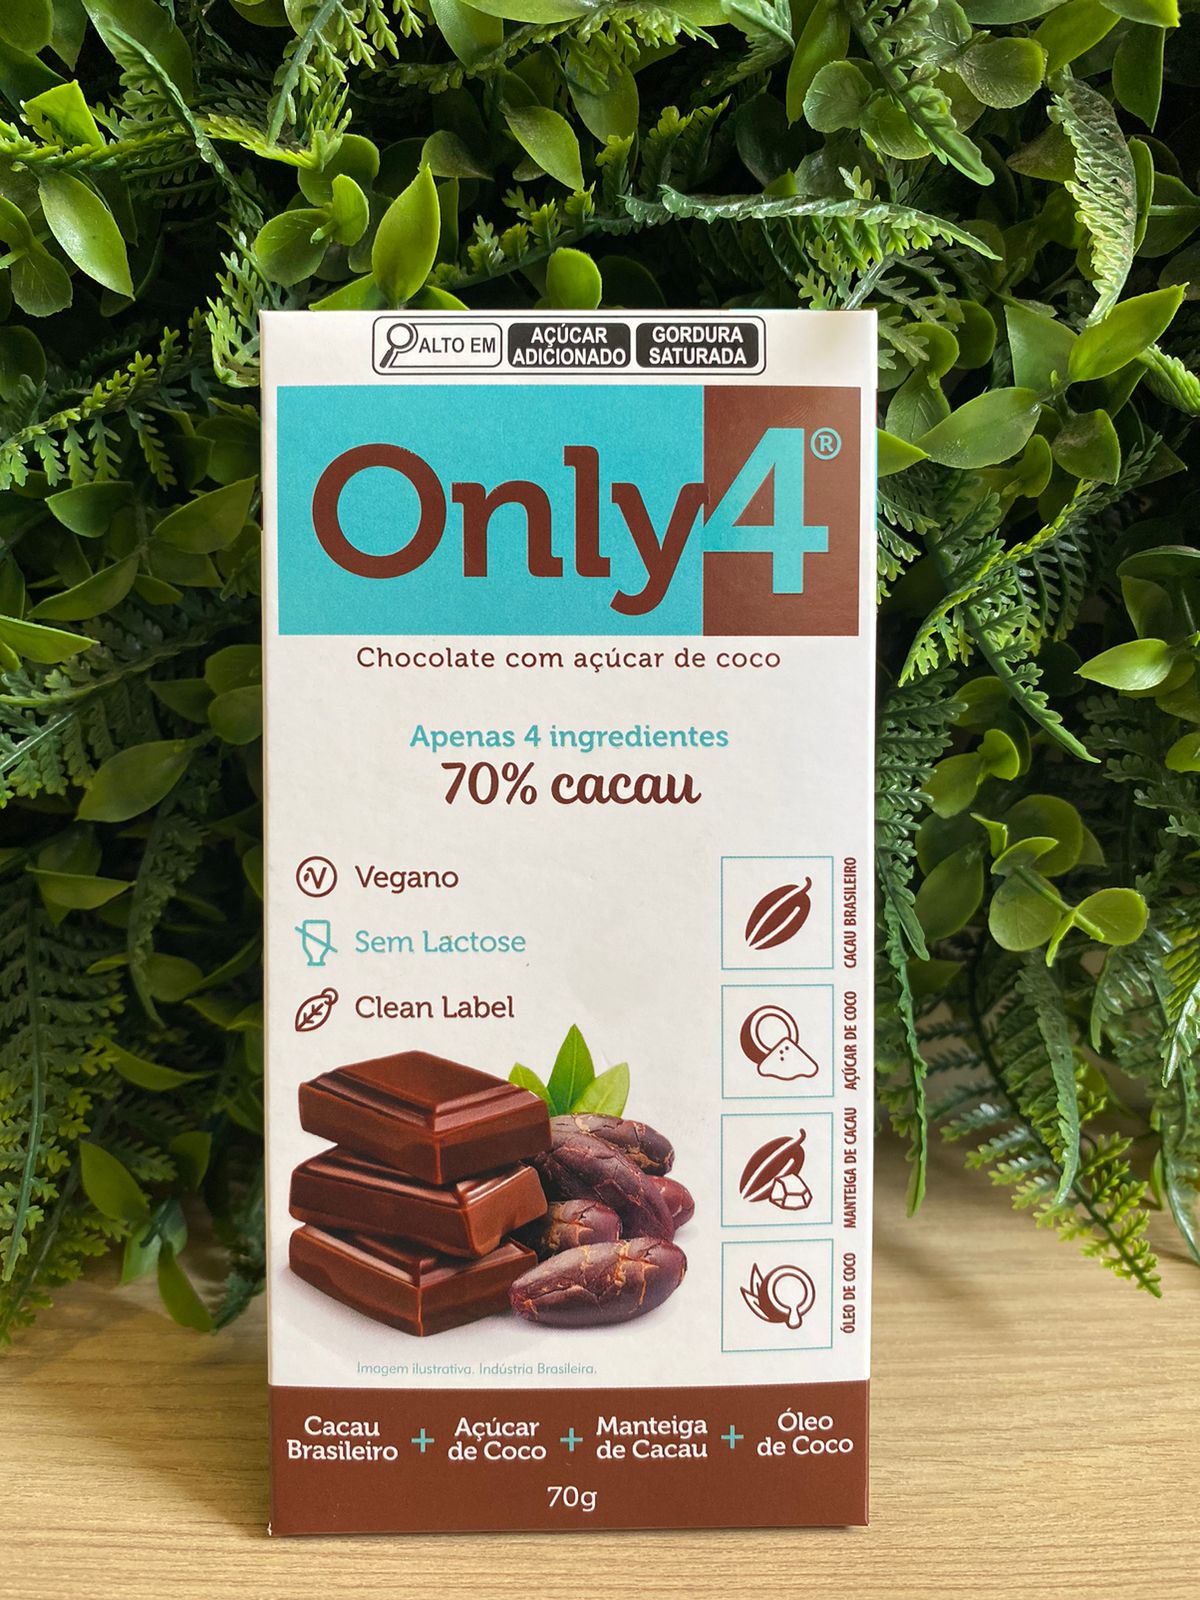 ALTO EM
AÇÚCAR
ADICIONADO
GORDURA
SATURADA
Only4®
Chocolate com açúcar de coco
Apenas 4 ingredientes
70% cacau
Vegano
Sem Lactose
Clean Label
CACAU BRASILEIRO
AÇÚCAR DE COCO
MANTEIGA DE CACAU
ÓLEO DE COCO
Imagem ilustrativa. Indústria Brasileira.
Cacau
Brasileiro
+
Açúcar
de Coco
+
Manteiga
de Cacau
+
Óleo
de Coco
70g